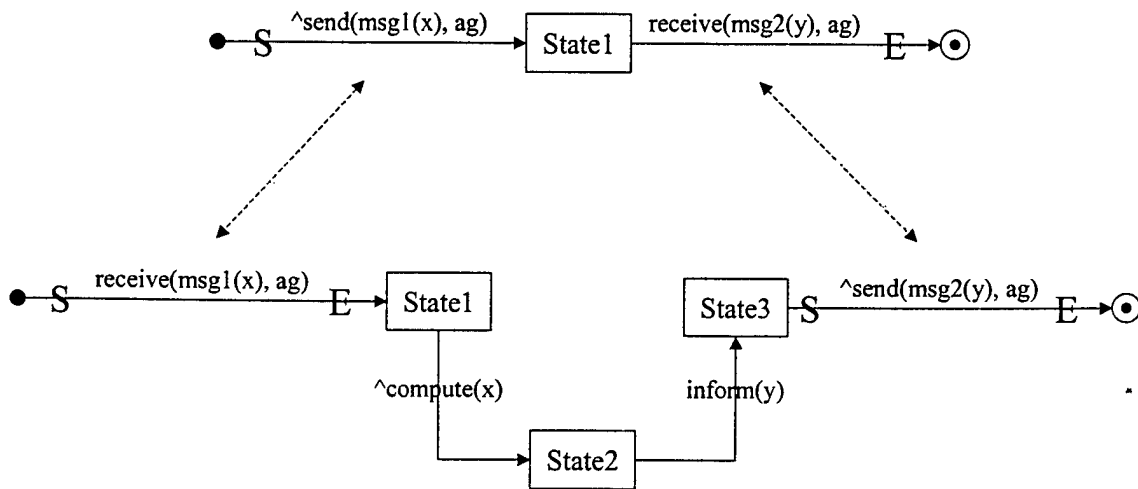 ^send(msg1(x), ag)
receive(msg2(y), ag)
S
State1
E
receive(msg1(x), ag)
^send(msg2(y), ag)
S
E
State1
State3
S
E
^compute(x)
inform(y)
State2